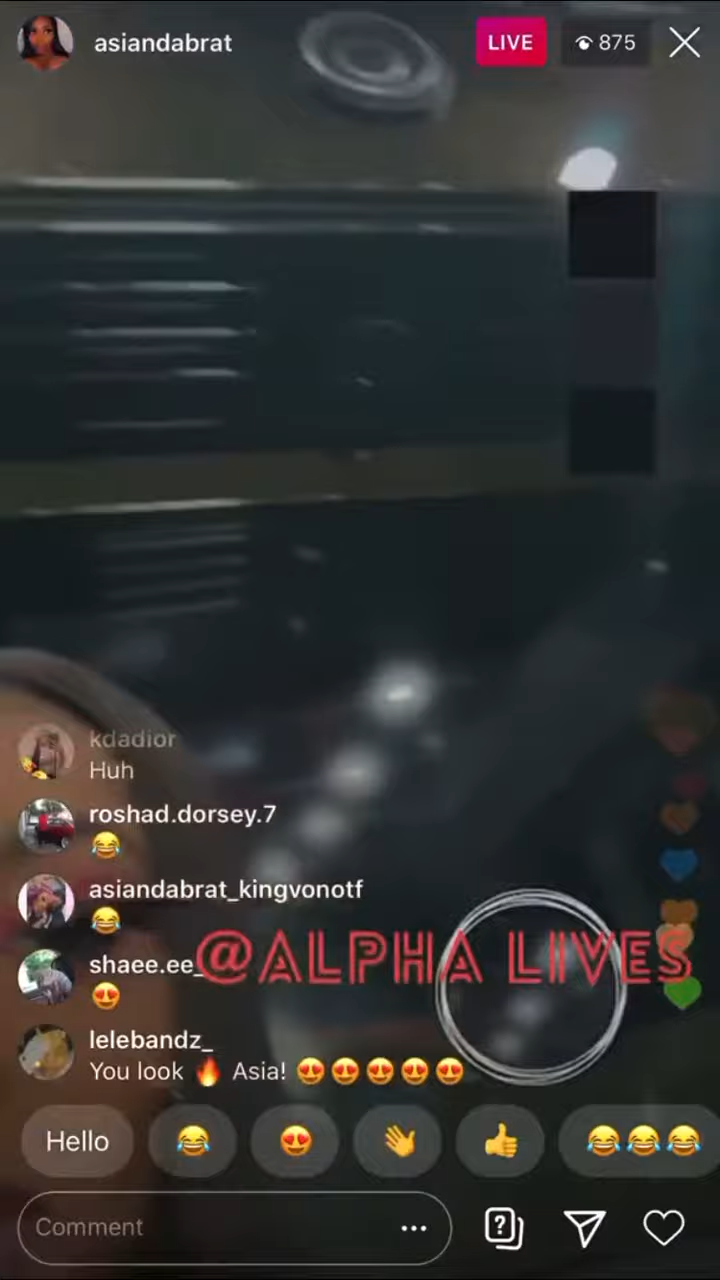 asiandabrat
LIVE
875
kdadior
Huh
roshad.dorsey.7
😂
asiandabrat_kingvonotf
😂
shaee.ee_
@ALPHA LIVES
😍
lelebandz_
You look 🔥 Asia! 😍😍😍😍😍
Hello 😂 😍 👋 👍 😂😂😂
Comment